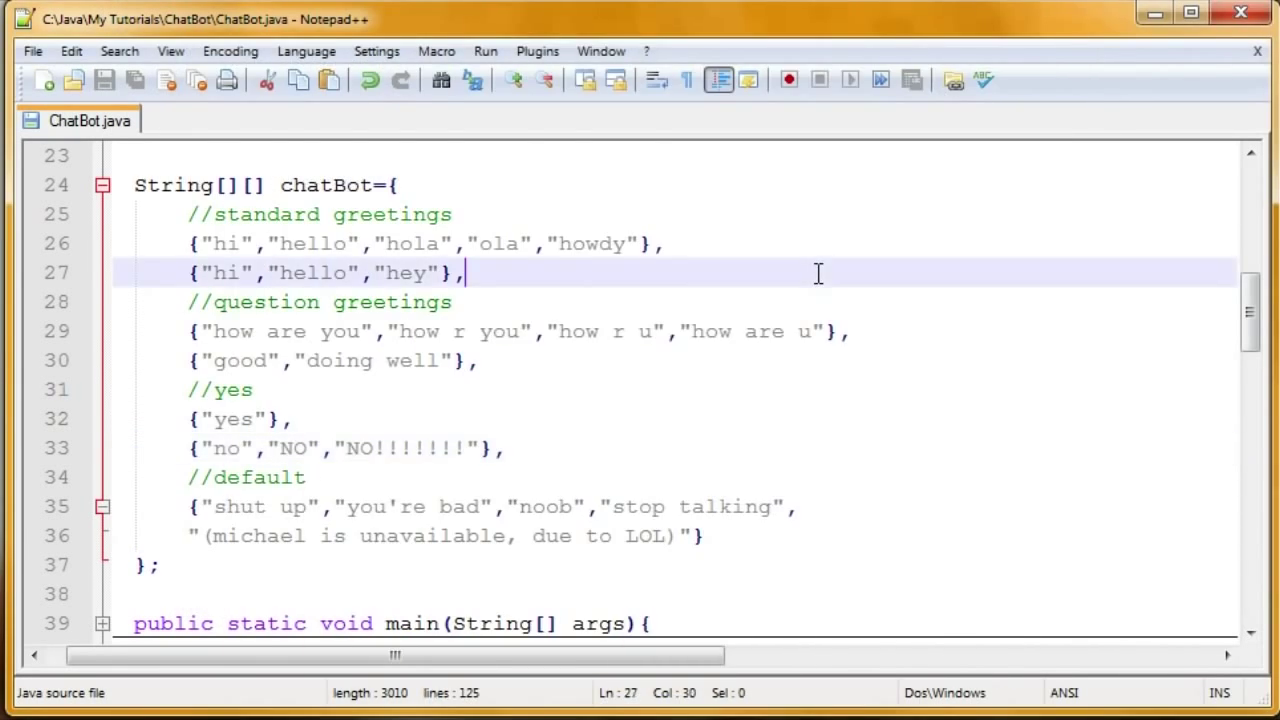 C:\Java\My Tutorials\ChatBot\ChatBot.java - Notepad++
File Edit Search View Encoding Language Settings Macro Run Plugins Window ? X
ABC
ChatBot.java
23
24 String[][] chatBot={
25 //standard greetings
26 {"hi","hello","hola","ola","howdy"},
27 {"hi","hello","hey"},
28 //question greetings
29 {"how are you","how r you","how r u","how are u"},
30 {"good","doing well"},
31 //yes
32 {"yes"},
33 {"no","NO","NO!!!!!!!"},
34 //default
35 {"shut up","you're bad","noob","stop talking",
36 "(michael is unavailable, due to LOL)"}
37 };
38
39 public static void main(String[] args){
Java source file length : 3010 lines : 125 Ln : 27 Col : 30 Sel : 0 Dos\Windows ANSI INS